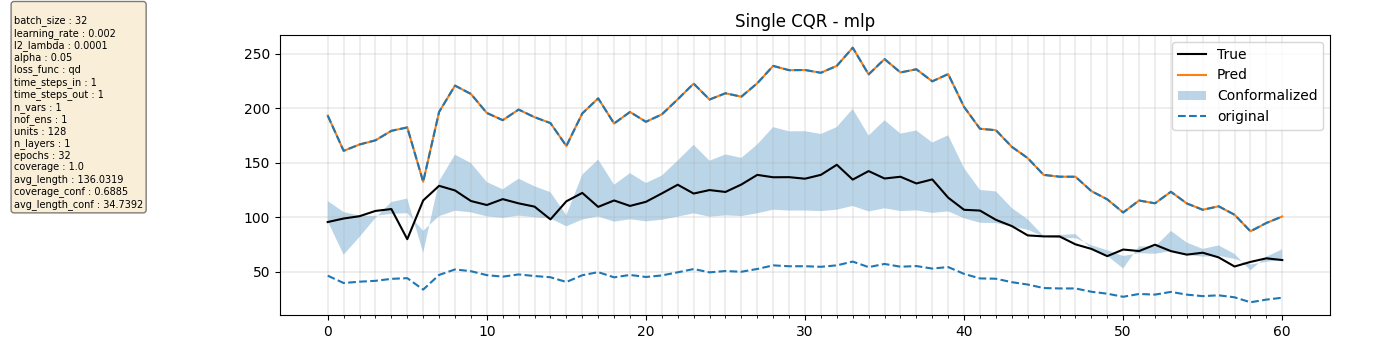 batch_size : 32
learning_rate : 0.002
l2_lambda : 0.0001
alpha : 0.05
loss_func : qd
time_steps_in : 1
time_steps_out : 1
n_vars : 1
nof_ens : 1
units : 128
n_layers : 1
epochs : 32
coverage : 1.0
avg_length : 136.0319
coverage_conf : 0.6885
avg_length_conf : 34.7392
Single CQR - mlp
250
200
150
100
50
0 10 20 30 40 50 60
True
Pred
Conformalized
original